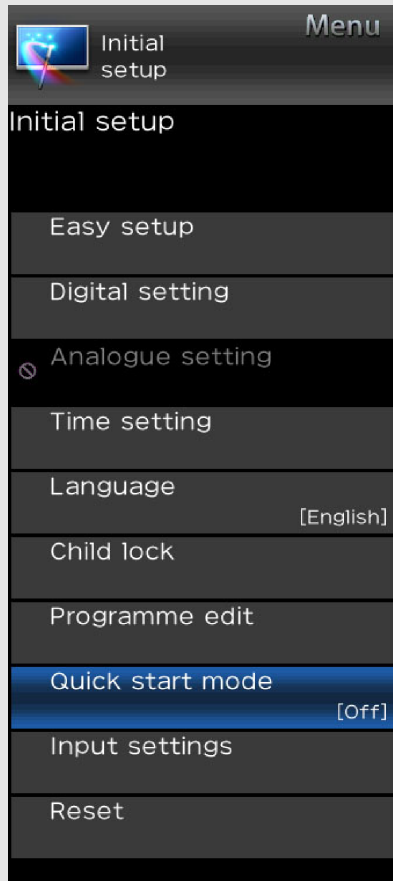 Menu
Initial
setup
Initial setup
Easy setup
Digital setting
Analogue setting
Time setting
Language
[English]
Child lock
Programme edit
Quick start mode
[Off]
Input settings
Reset